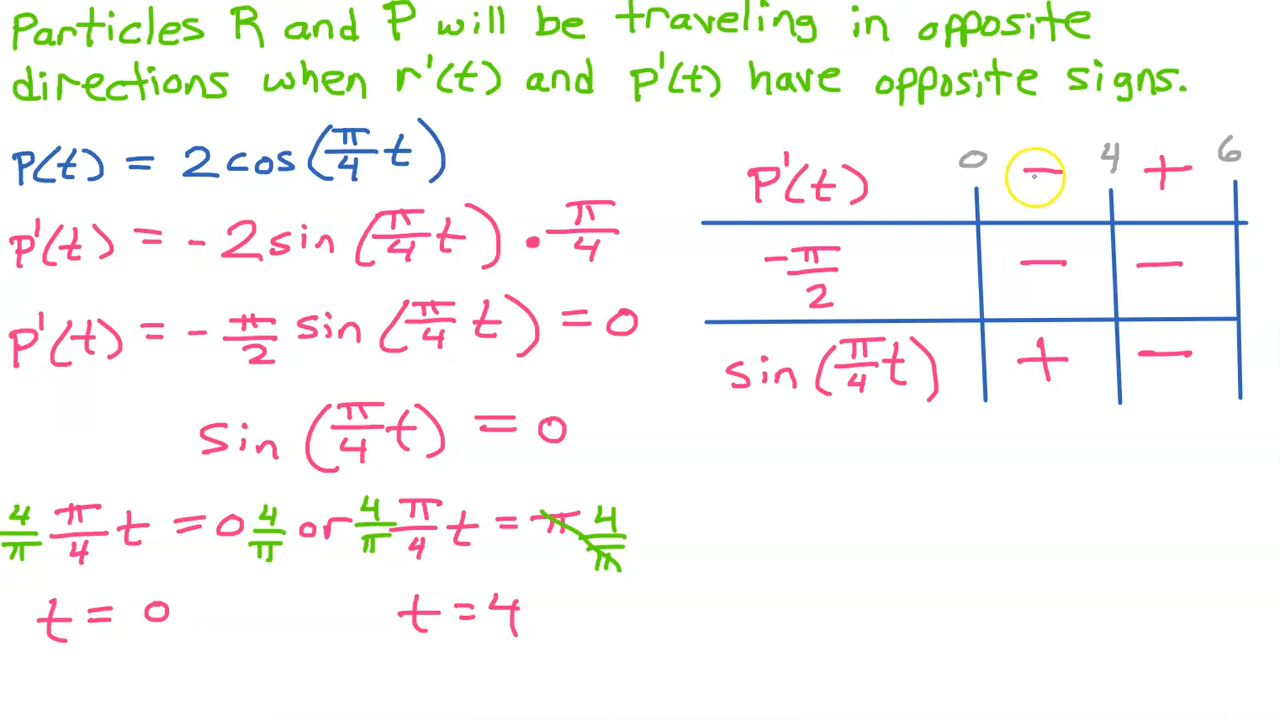 Particles R and P will be traveling in opposite
directions when r'(t) and p'(t) have opposite signs.
P(t) = 2cos(π/4 t)
p'(t) = -2sin(π/4 t) · π/4
p'(t) = -π/2 sin(π/4 t) = 0
sin(π/4 t) = 0
4/π π/4 t = 0 4/π or 4/π π/4 t = π 4/π
t = 0 t = 4
0 4 6
P'(t) - +
-π/2 - -
sin(π/4 t) + -